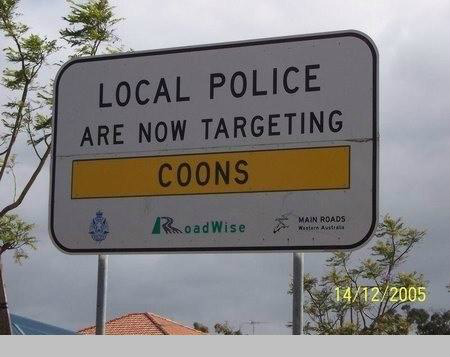 LOCAL POLICE
ARE NOW TARGETING
COONS
RoadWise
MAIN ROADS
Western Australia
14/12/2005